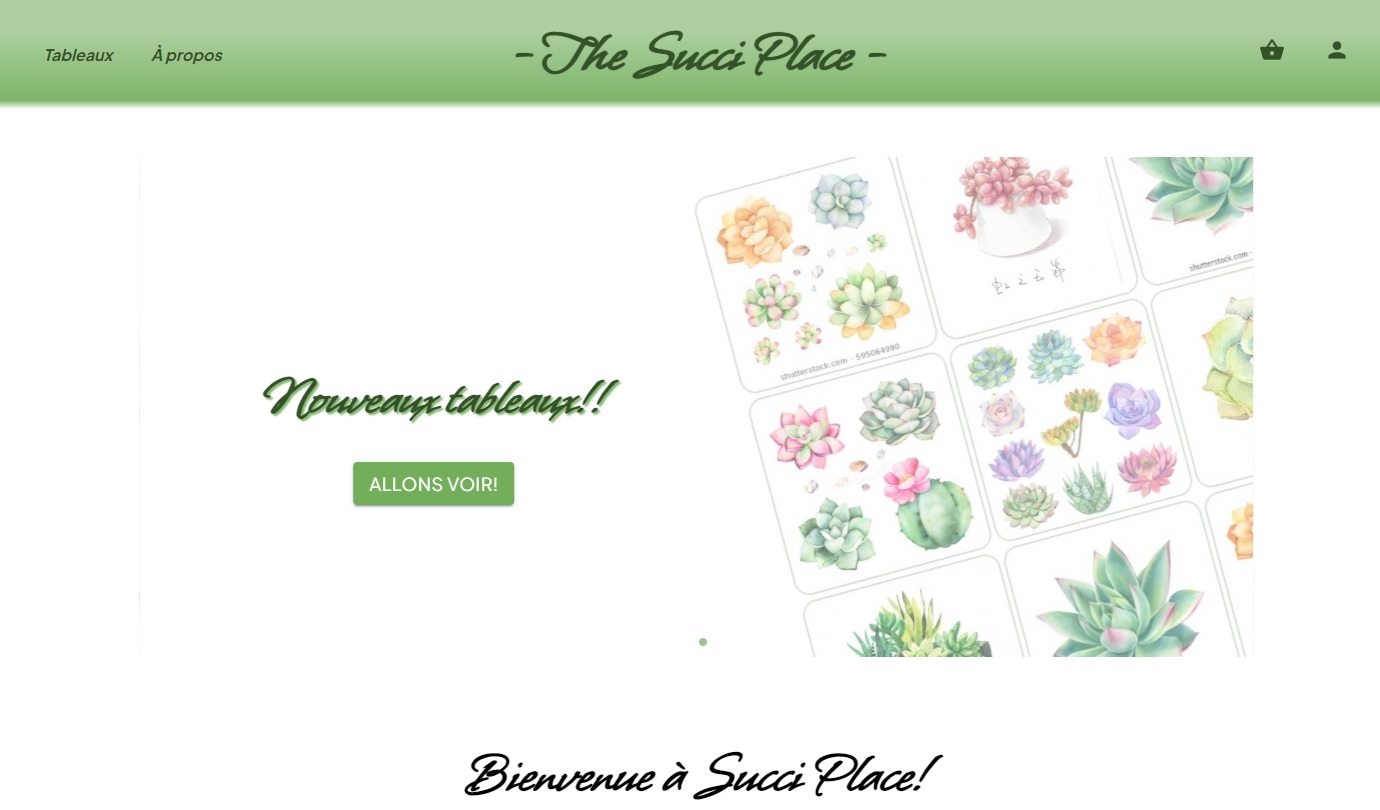 Tableaux
À propos
- The Succi Place -
shutterstock.com ·
shutterstock.com · 595064990
Nouveaux tableaux!!
ALLONS VOIR!
Bienvenue à Succi Place!